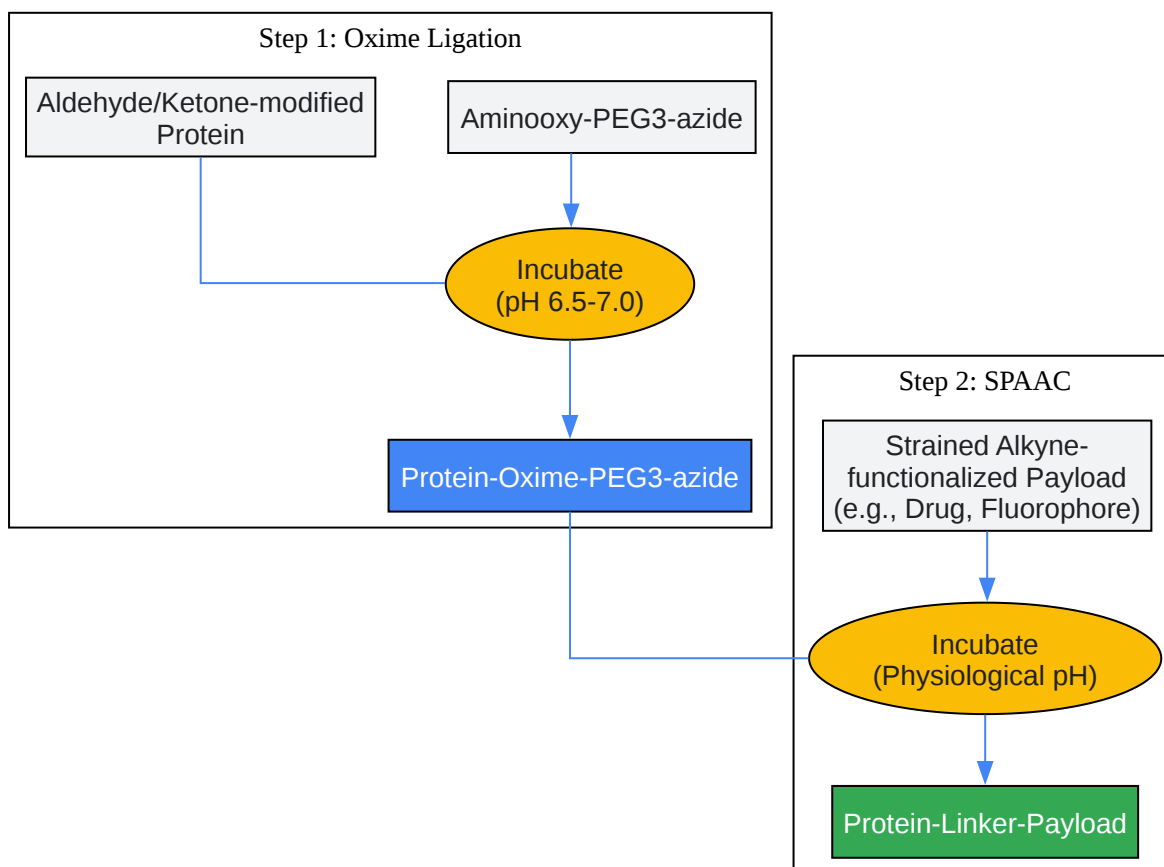 Step 1: Oxime Ligation
Aldehyde/Ketone-modified
Protein
Aminooxy-PEG3-azide
Incubate
(pH 6.5-7.0)
Protein-Oxime-PEG3-azide
Step 2: SPAAC
Strained Alkyne-
functionalized Payload
(e.g., Drug, Fluorophore)
Incubate
(Physiological pH)
Protein-Linker-Payload